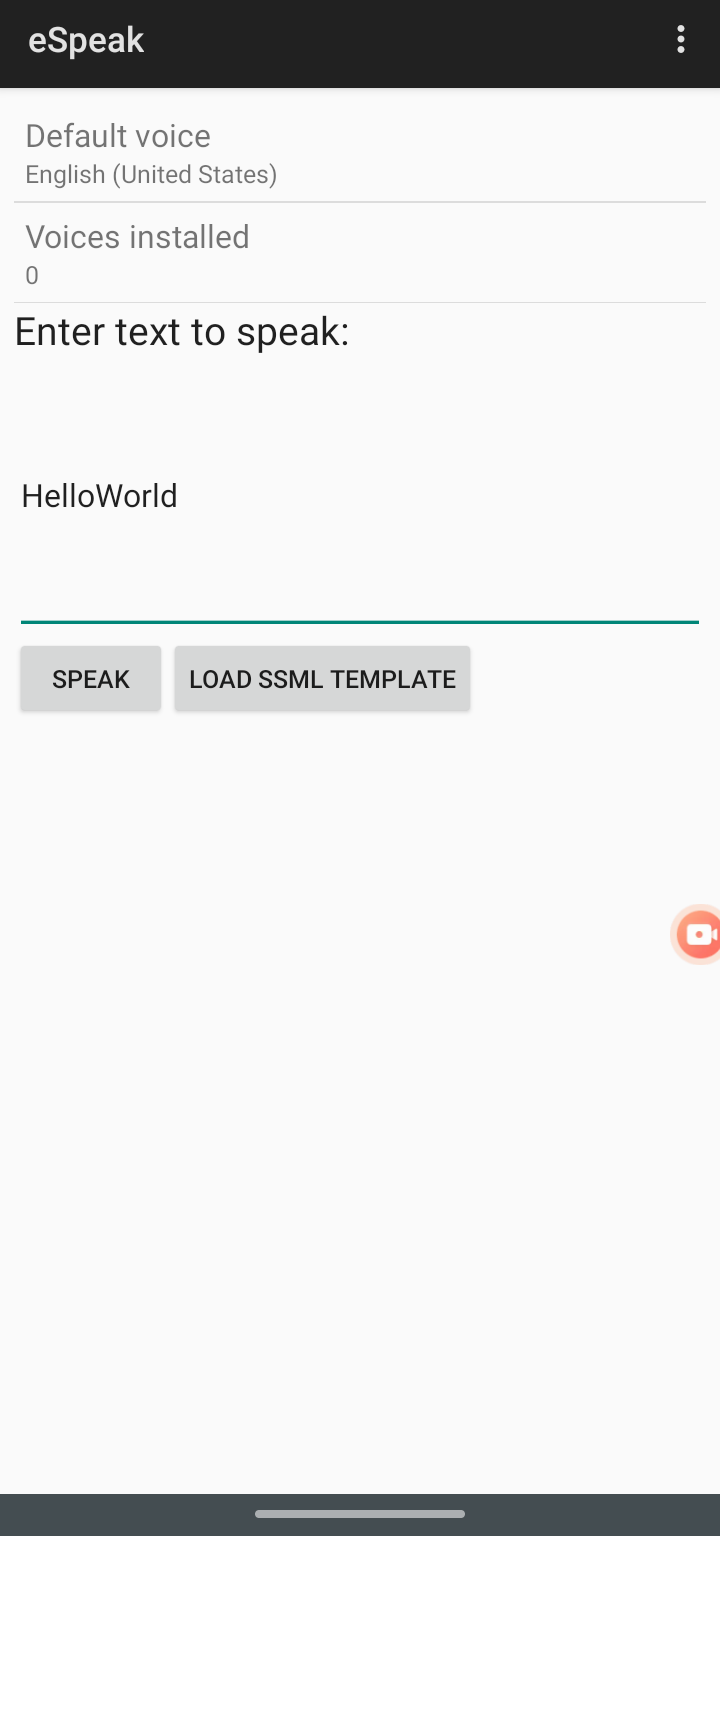 eSpeak
Default voice
English (United States)
Voices installed
0
Enter text to speak:
HelloWorld
SPEAK
LOAD SSML TEMPLATE